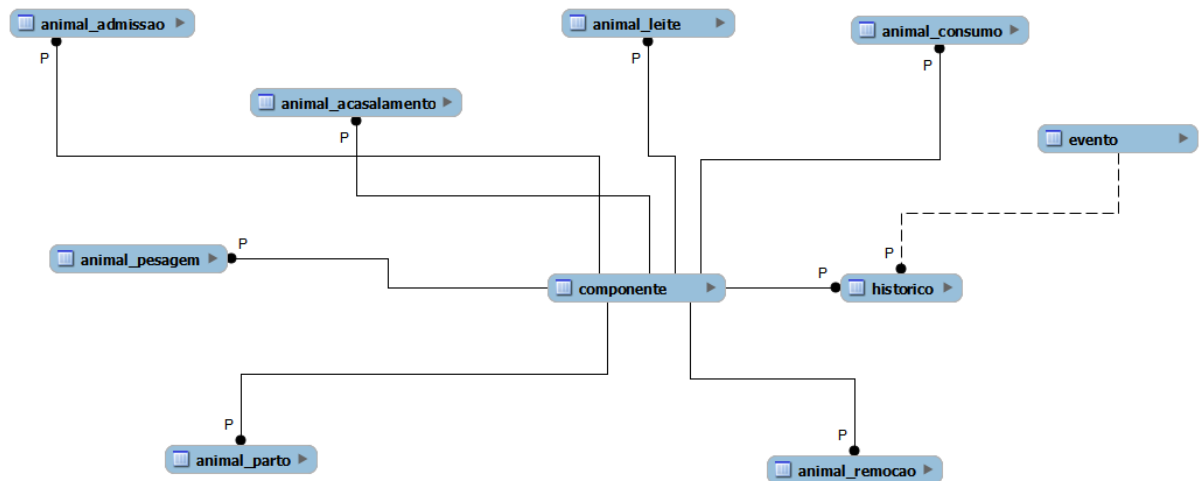 animal_admissao
P
animal_leite
P
animal_consumo
P
animal_acasalamento
P
evento
P
animal_pesagem
P
componente
P
historico
P
animal_parto
P
animal_remocao